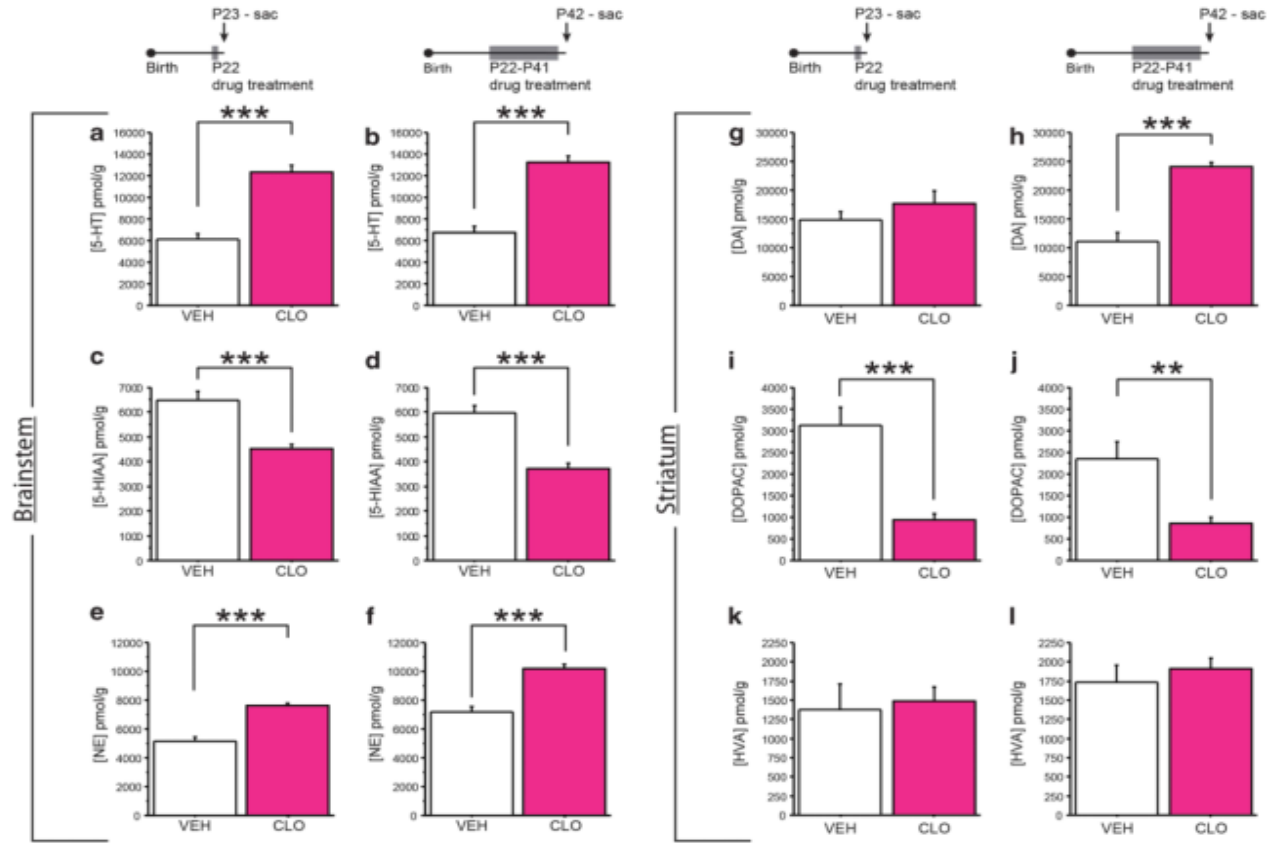 P23 - sac
Birth
P22
drug treatment
P42 - sac
Birth
P22-P41
drug treatment
P23 - sac
Birth
P22
drug treatment
P42 - sac
Birth
P22-P41
drug treatment
Brainstem
a
***
[5-HT] pmol/g
16000
14000
12000
10000
8000
6000
4000
2000
0
VEH CLO
b
***
[5-HT] pmol/g
16000
14000
12000
10000
8000
6000
4000
2000
0
VEH CLO
c
***
[5-HIAA] pmol/g
7000
6000
5000
4000
3000
2000
1000
0
VEH CLO
d
***
[5-HIAA] pmol/g
7000
6000
5000
4000
3000
2000
1000
0
VEH CLO
e
***
[NE] pmol/g
12000
10000
8000
6000
4000
2000
0
VEH CLO
f
***
[NE] pmol/g
12000
10000
8000
6000
4000
2000
0
VEH CLO
Striatum
g
[DA] pmol/g
30000
25000
20000
15000
10000
5000
0
VEH CLO
h
***
[DA] pmol/g
30000
25000
20000
15000
10000
5000
0
VEH CLO
i
***
[DOPAC] pmol/g
4000
3500
3000
2500
2000
1500
1000
500
0
VEH CLO
j
**
[DOPAC] pmol/g
4000
3500
3000
2500
2000
1500
1000
500
0
VEH CLO
k
[HVA] pmol/g
2250
2000
1750
1500
1250
1000
750
500
250
0
VEH CLO
l
[HVA] pmol/g
2250
2000
1750
1500
1250
1000
750
500
250
0
VEH CLO